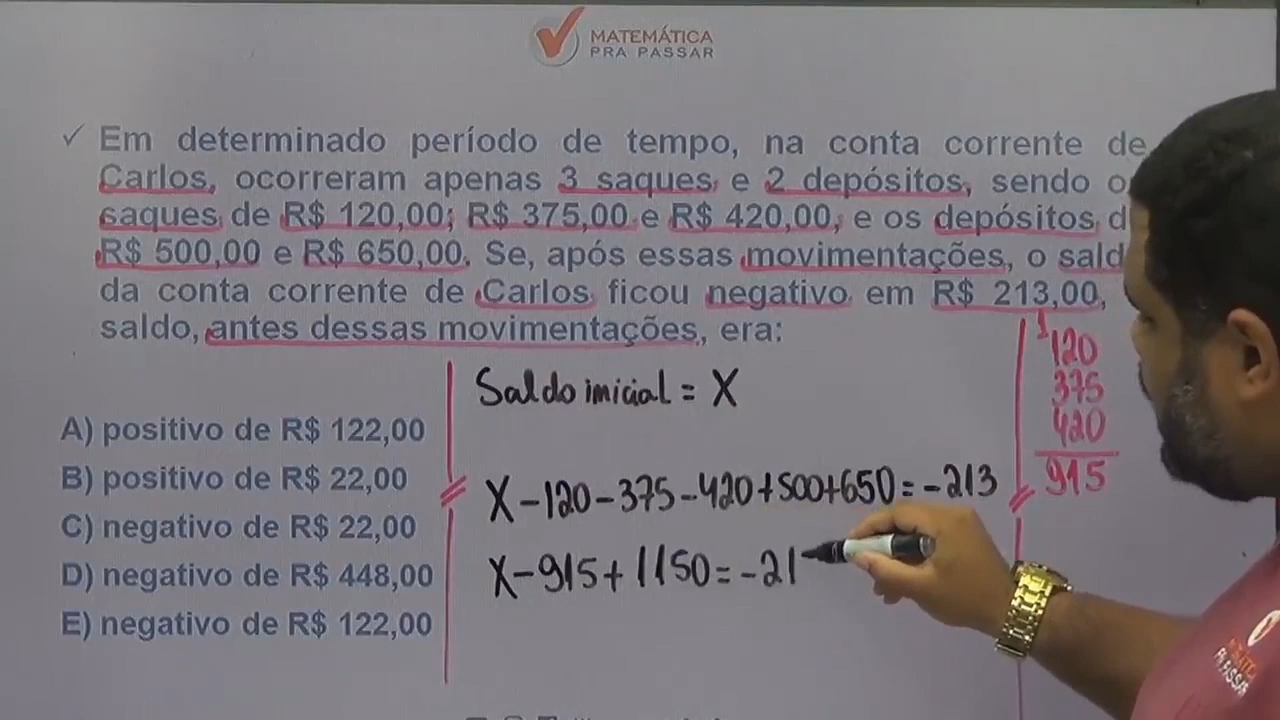 MATEMÁTICA
PRA PASSAR
✓ Em determinado período de tempo, na conta corrente de
Carlos, ocorreram apenas 3 saques e 2 depósitos, sendo o
saques de R$ 120,00; R$ 375,00 e R$ 420,00, e os depósitos d
R$ 500,00 e R$ 650,00. Se, após essas movimentações, o sald
da conta corrente de Carlos ficou negativo em R$ 213,00,
saldo, antes dessas movimentações, era:
A) positivo de R$ 122,00
B) positivo de R$ 22,00
C) negativo de R$ 22,00
D) negativo de R$ 448,00
E) negativo de R$ 122,00
Saldo inicial = X
X - 120 - 375 - 420 + 500 + 650 = - 213
X - 915 + 1150 = - 21
1
120
375
420
915